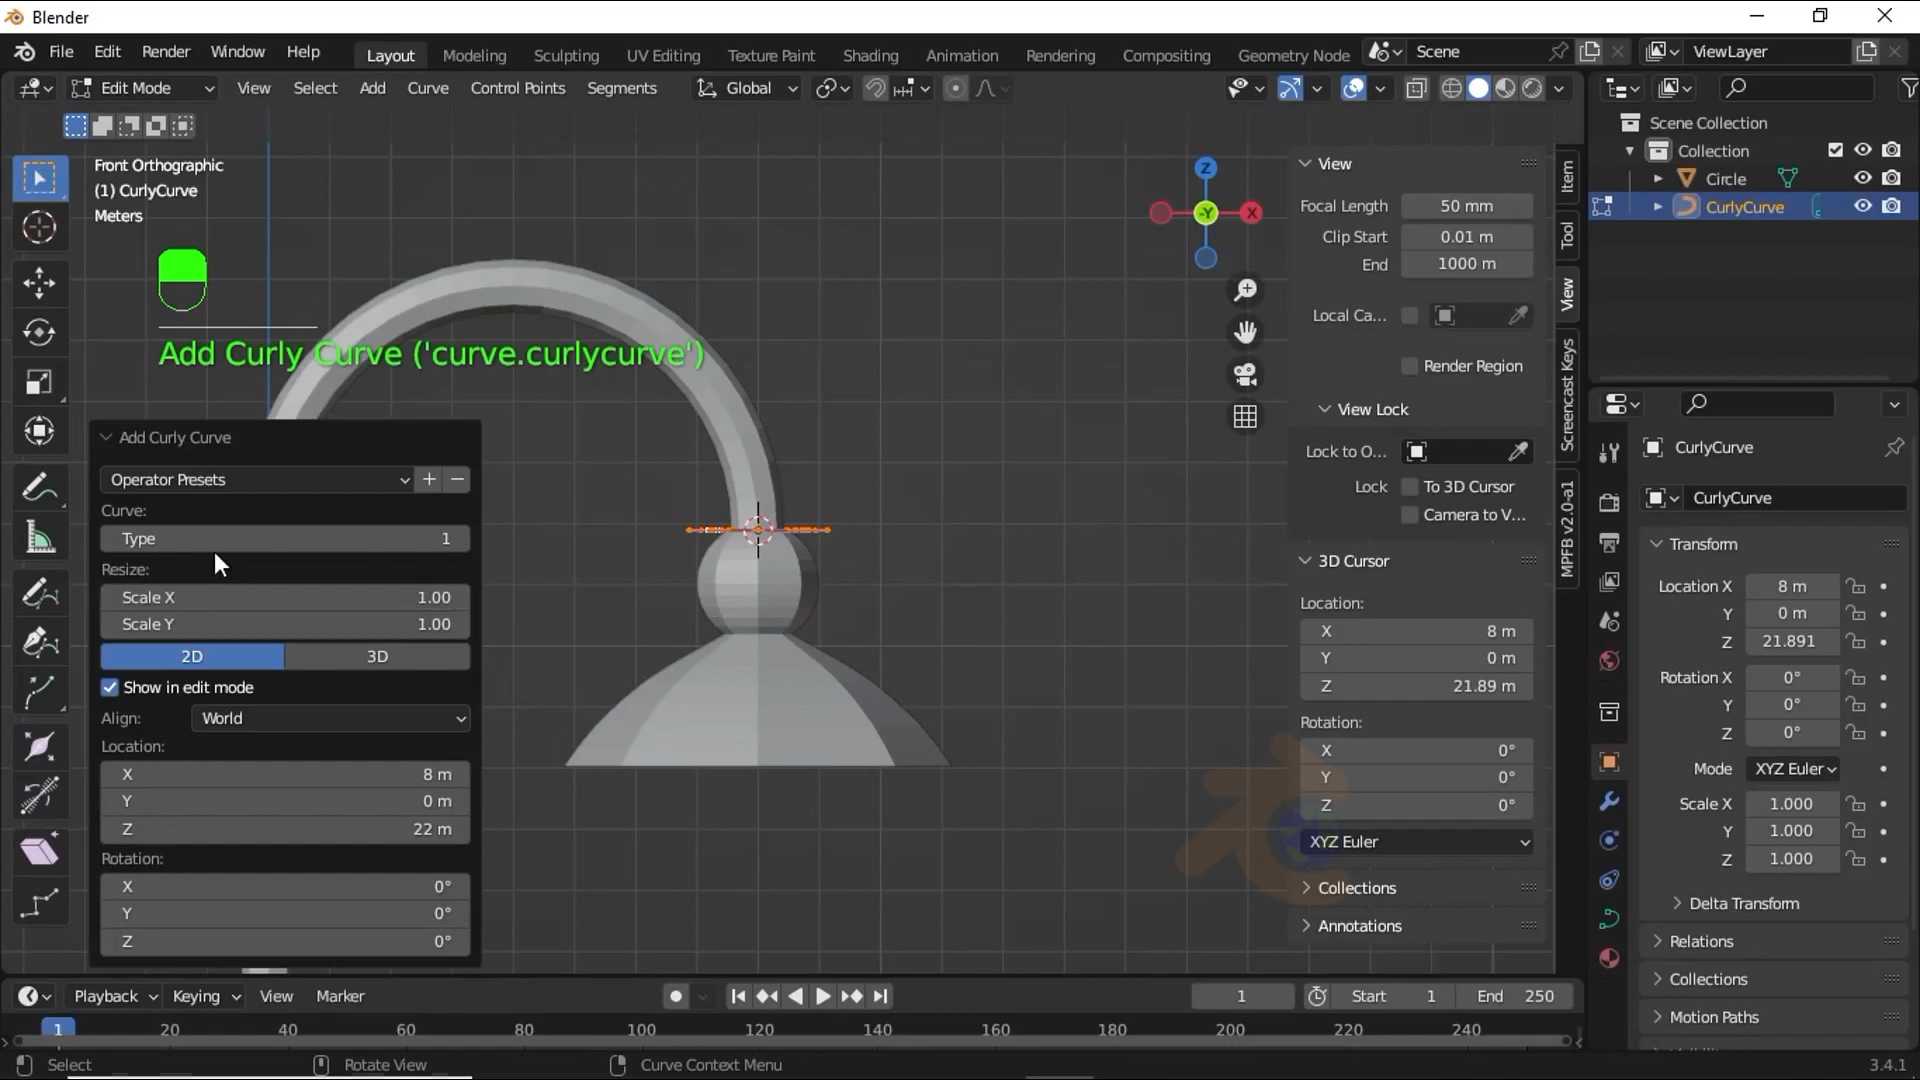 Blender
File Edit Render Window Help
Layout Modeling Sculpting UV Editing Texture Paint Shading Animation Rendering Compositing Geometry Node
Scene
ViewLayer
Edit Mode
View Select Add Curve Control Points Segments
Global
Front Orthographic
(1) CurlyCurve
Meters
Add Curly Curve ('curve.curlycurve')
Add Curly Curve
Operator Presets
Curve:
Type 1
Resize:
Scale X 1.00
Scale Y 1.00
2D 3D
Show in edit mode
Align: World
Location:
X 8 m
Y 0 m
Z 22 m
Rotation:
X 0°
Y 0°
Z 0°
Z
-Y
X
View
Focal Length 50 mm
Clip Start 0.01 m
End 1000 m
Local Ca...
Render Region
View Lock
Lock to O...
Lock To 3D Cursor
Camera to V...
3D Cursor
Location:
X 8 m
Y 0 m
Z 21.89 m
Rotation:
X 0°
Y 0°
Z 0°
XYZ Euler
Collections
Annotations
Item
Tool
View
Screencast Keys
MPFB v2.0-a1
Scene Collection
Collection
Circle
CurlyCurve
CurlyCurve
CurlyCurve
Transform
Location X 8 m
Y 0 m
Z 21.891
Rotation X 0°
Y 0°
Z 0°
Mode XYZ Euler
Scale X 1.000
Y 1.000
Z 1.000
Delta Transform
Relations
Collections
Motion Paths
Playback Keying View Marker
1
Start 1 End 250
1 20 40 60 80 100 120 140 160 180 200 220 240
Select Rotate View Curve Context Menu 3.4.1